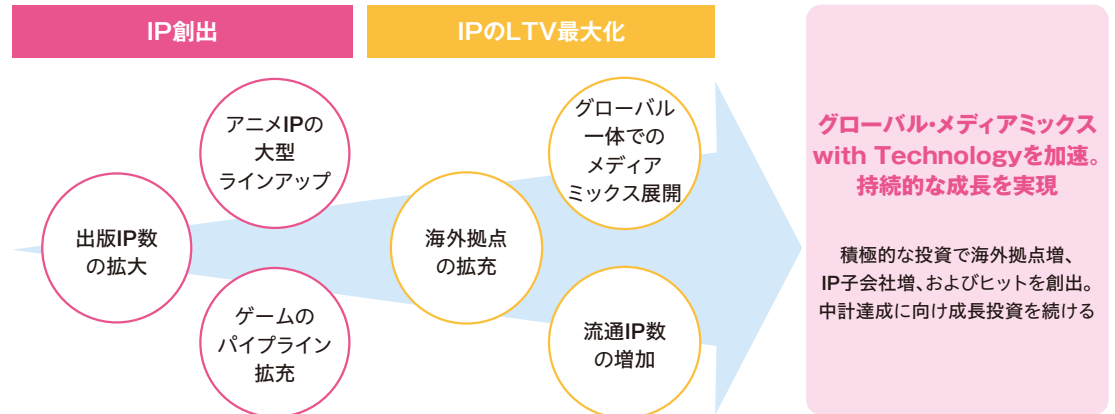 IP創出
IPのLTV最大化
出版IP数
の拡大
アニメIPの
大型
ラインアップ
ゲームの
パイプライン
拡充
海外拠点
の拡充
グローバル
一体での
メディア
ミックス展開
流通IP数
の増加
グローバル・メディアミックス
with Technologyを加速。
持続的な成長を実現
積極的な投資で海外拠点増、
IP子会社増、およびヒットを創出。
中計達成に向け成長投資を続ける